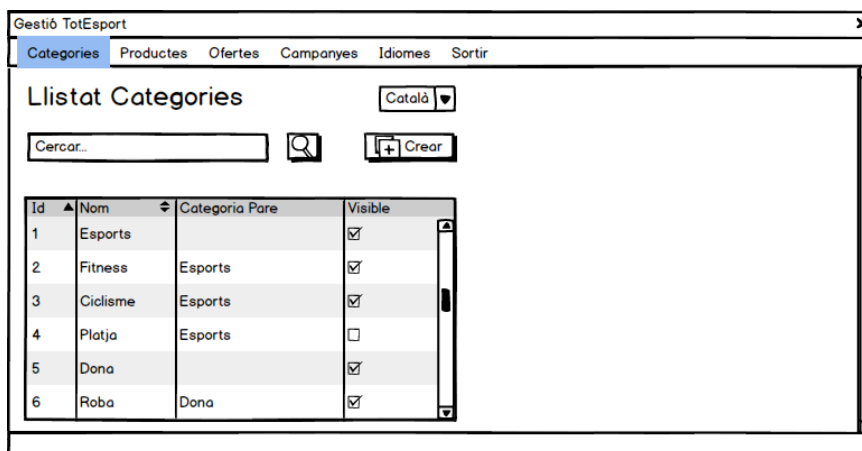 Gestió TotEsport
Categories Productes Ofertes Campanyes Idiomes Sortir
Llistat Categories Català
Cercar... Crear
Id Nom Categoria Pare Visible
1 Esports
2 Fitness Esports
3 Ciclisme Esports
4 Platja Esports
5 Dona
6 Roba Dona